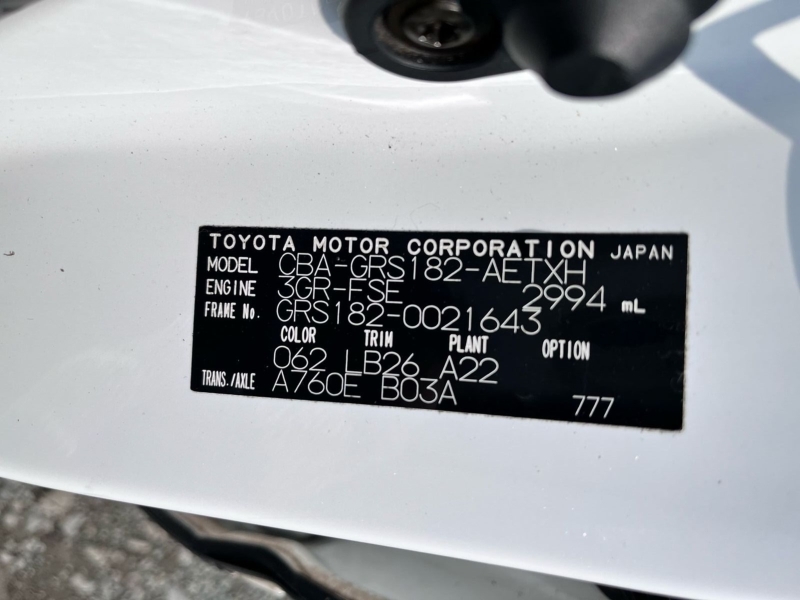 TOYOTA MOTOR CORPORATION JAPAN
MODEL CBA-GRS182-AETXH
ENGINE 3GR-FSE 2994 mL
FRAME No. GRS182-0021643
COLOR TRIM PLANT OPTION
062 LB26 A22
TRANS./AXLE A760E B03A
777